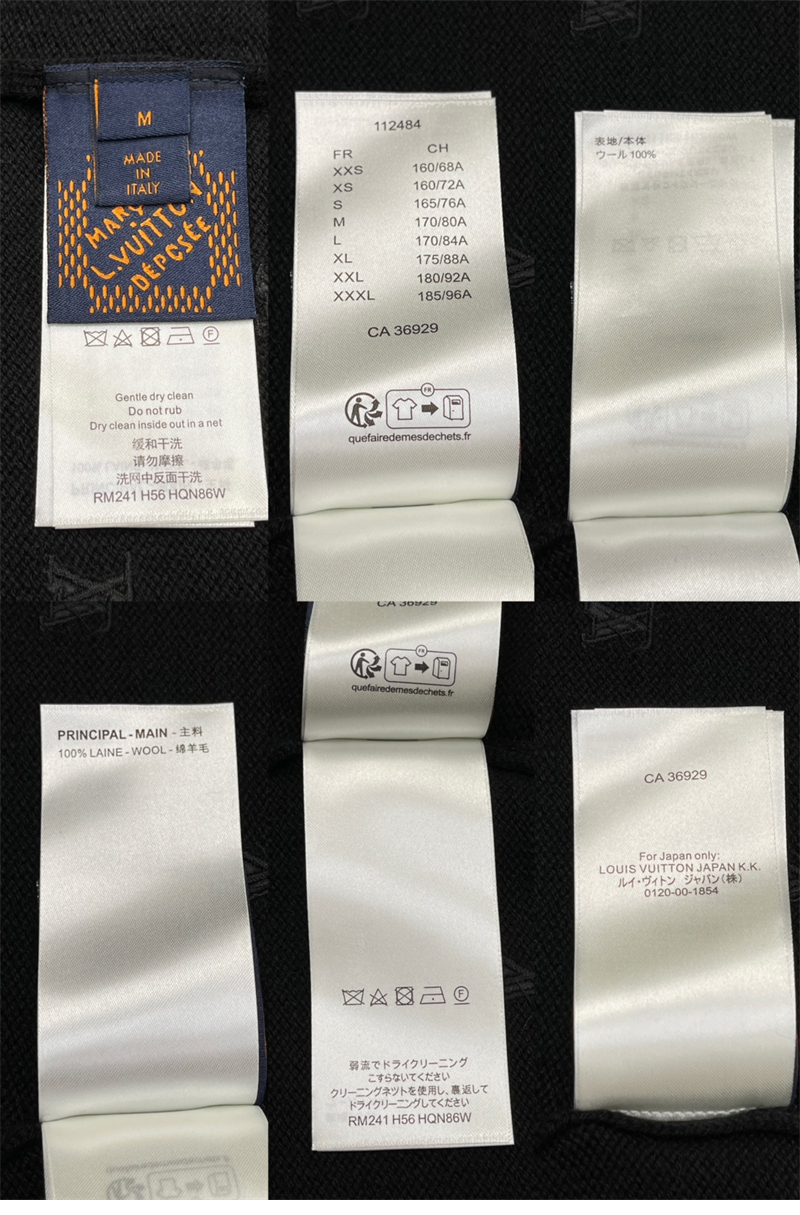 M
MADE
IN
ITALY
L.VUITTON
DÉPOSÉE
Gentle dry clean
Do not rub
Dry clean inside out in a net
缓和干洗
请勿摩擦
洗网中反面干洗
RM241 H56 HQN86W
112484
FR CH
XXS 160/68A
XS 160/72A
S 165/76A
M 170/80A
L 170/84A
XL 175/88A
XXL 180/92A
XXXL 185/96A
CA 36929
FR
quefairedemesdechets.fr
表地/本体
ウール 100%
PRINCIPAL - MAIN - 主料
100% LAINE - WOOL - 绵羊毛
CA 36929
FR
quefairedemesdechets.fr
弱流でドライクリーニング
こすらないでください
クリーニングネットを使用し、裏返して
ドライクリーニングしてください
RM241 H56 HQN86W
CA 36929
For Japan only:
LOUIS VUITTON JAPAN K.K.
ルイ・ヴィトン ジャパン(株)
0120-00-1854